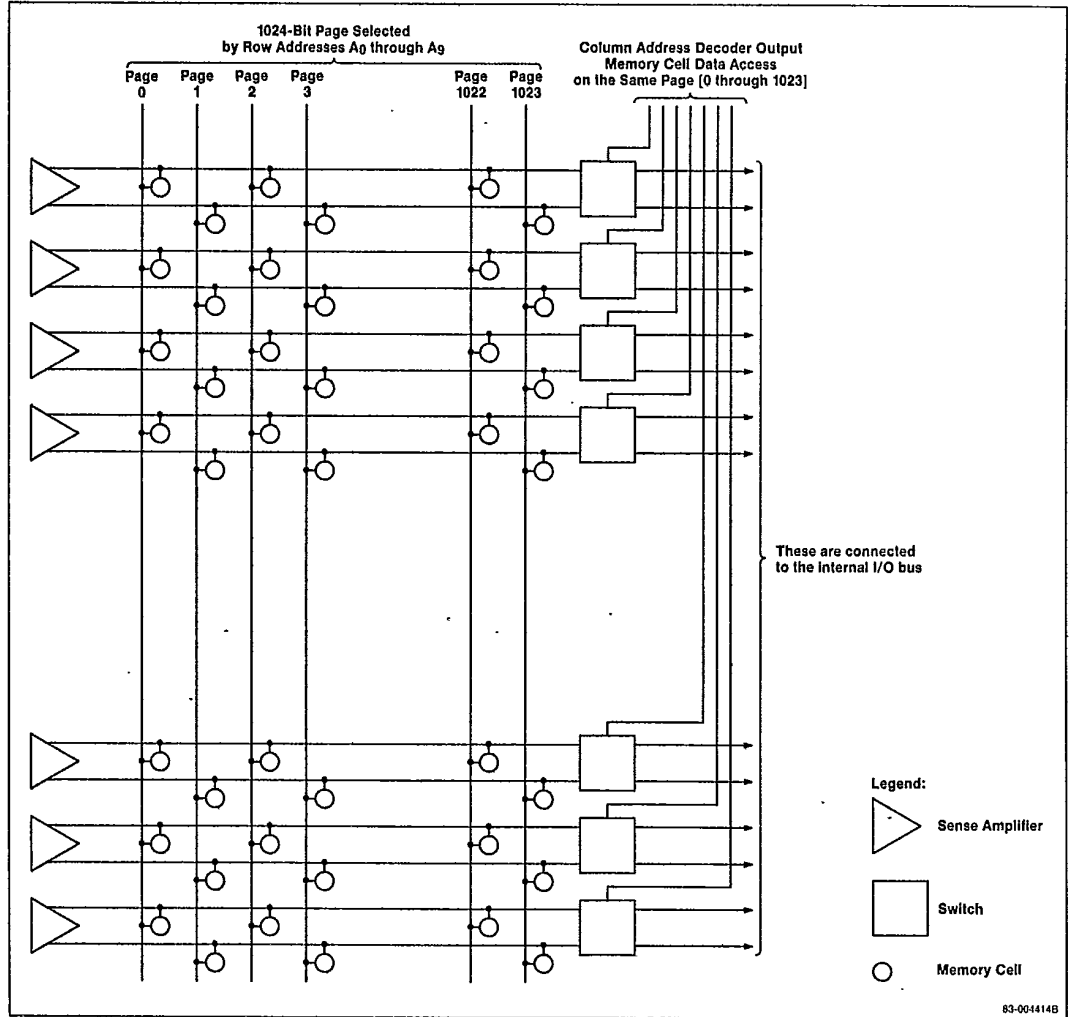 1024-Bit Page Selected
by Row Addresses A0 through A9
Column Address Decoder Output
Memory Cell Data Access
on the Same Page [0 through 1023]
Page 0
Page 1
Page 2
Page 3
Page 1022
Page 1023
These are connected
to the internal I/O bus
Legend:
Sense Amplifier
Switch
Memory Cell
83-004414B